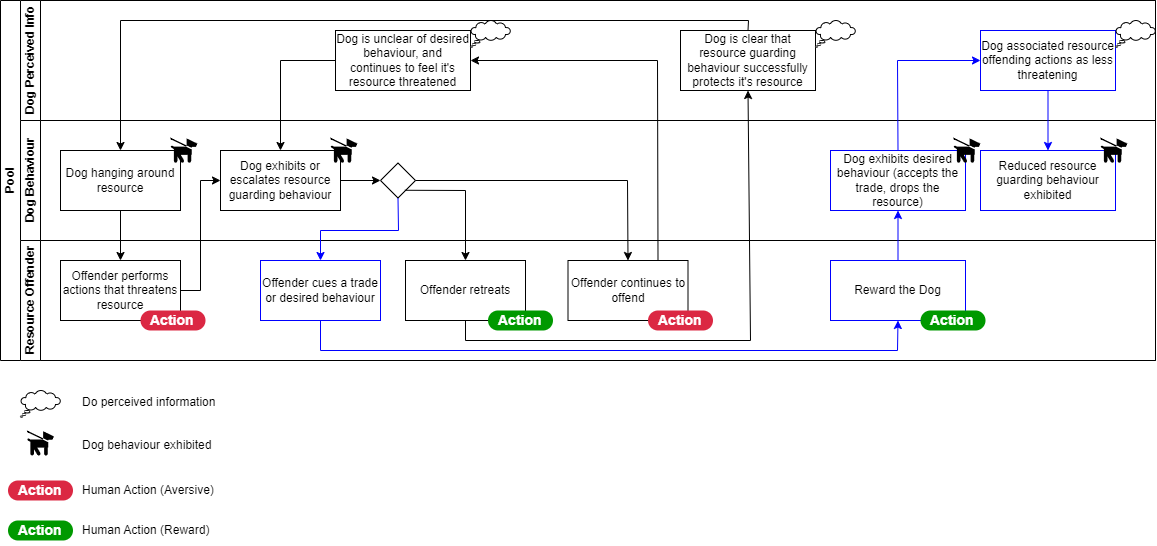 Pool
Dog Perceived Info
Dog is unclear of desired
behaviour, and
continues to feel it's
resource threatened
Dog is clear that
resource guarding
behaviour successfully
protects it's resource
Dog associated resource
offending actions as less
threatening
Dog Behaviour
Dog hanging around
resource
Dog exhibits or
escalates resource
guarding behaviour
Dog exhibits desired
behaviour (accepts the
trade, drops the
resource)
Reduced resource
guarding behaviour
exhibited
Resource Offender
Offender performs
actions that threatens
resource
Action
Offender cues a trade
or desired behaviour
Offender retreats
Action
Offender continues to
offend
Action
Reward the Dog
Action
Do perceived information
Dog behaviour exhibited
Action
Human Action (Aversive)
Action
Human Action (Reward)